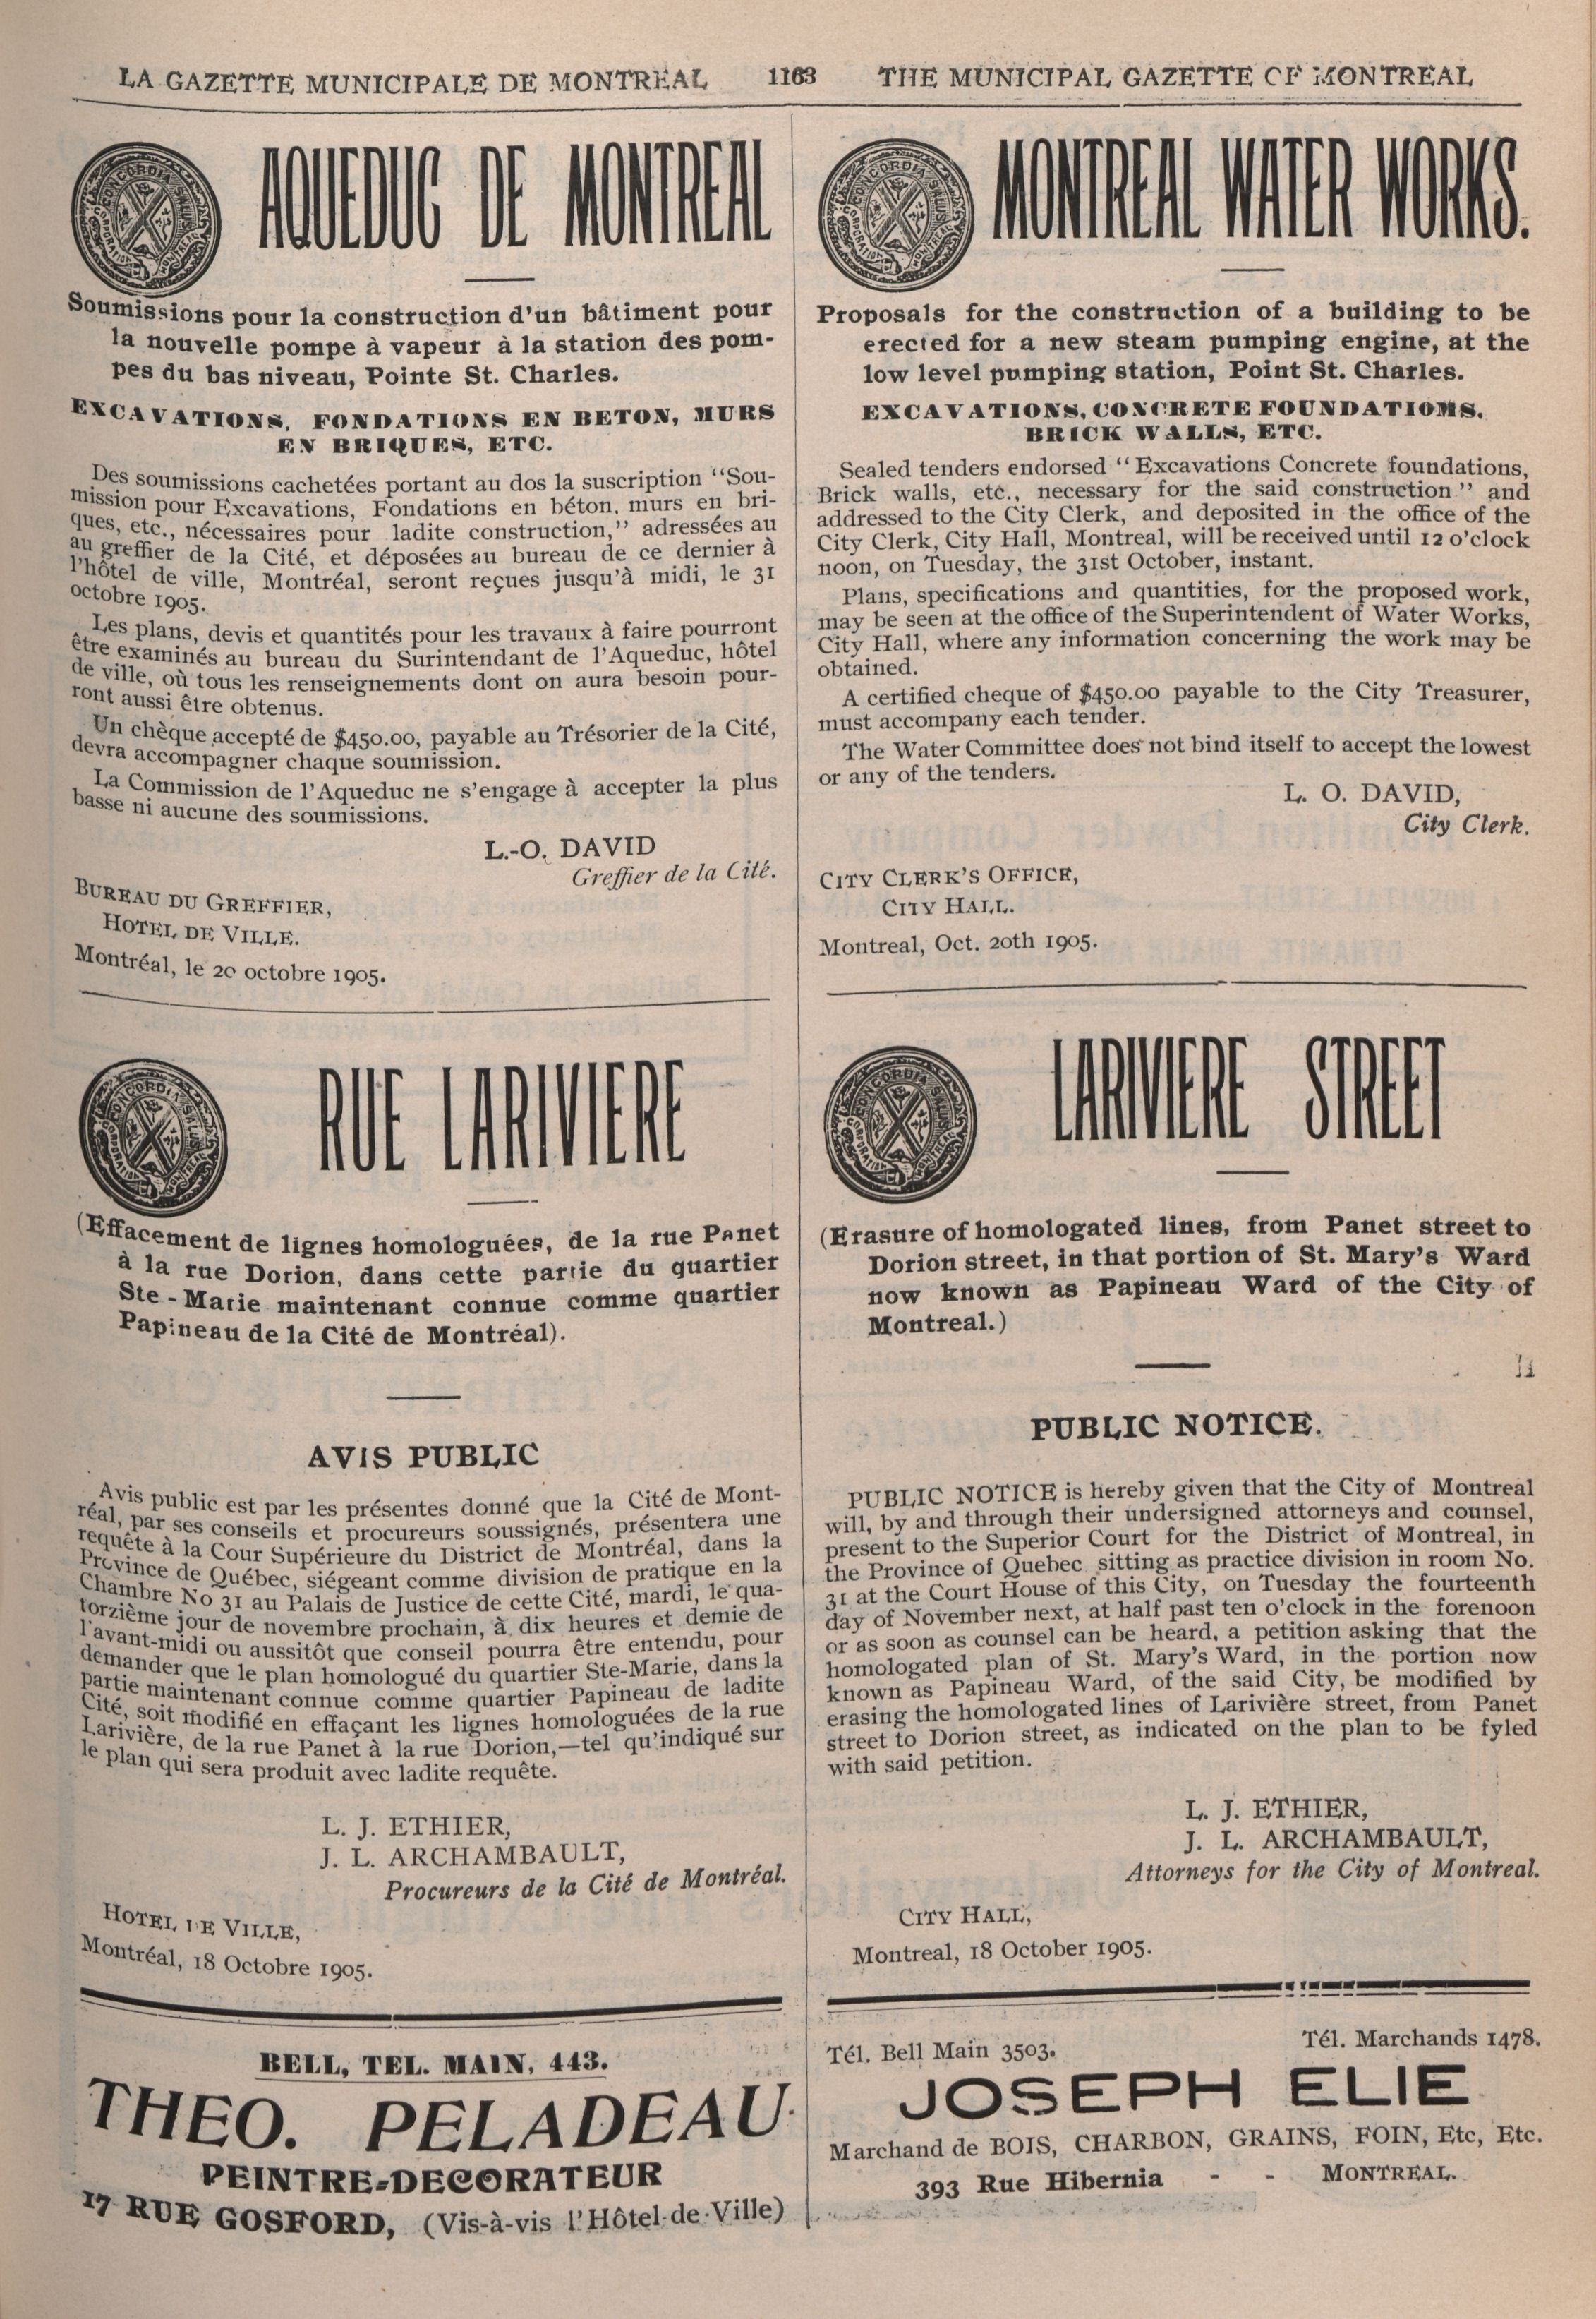 LA GAZETTE MUNICIPALE DE MONTREAL 1163 THE MUNICIPAL GAZETTE OF MONTREAL
AQUEDUC DE MONTREAL
Soumissions pour la construction d'un bâtiment pour
la nouvelle pompe à vapeur à la station des pom-
pes du bas niveau, Pointe St. Charles.
EXCAVATIONS, FONDATIONS EN BETON, MURS
EN BRIQUES, ETC.
Des soumissions cachetées portant au dos la suscription "Sou-
mission pour Excavations, Fondations en béton, murs en bri-
ques, etc., nécessaires pour ladite construction," adressées au
au greffier de la Cité, et déposées au bureau de ce dernier à
l'hôtel de ville, Montréal, seront reçues jusqu'à midi, le 31
octobre 1905.
Les plans, devis et quantités pour les travaux à faire pourront
être examinés au bureau du Surintendant de l'Aqueduc, hôtel
de ville, où tous les renseignements dont on aura besoin pour-
ront aussi être obtenus.
Un chèque accepté de $450.00, payable au Trésorier de la Cité,
devra accompagner chaque soumission.
La Commission de l'Aqueduc ne s'engage à accepter la plus
basse ni aucune des soumissions.
L.-O. DAVID
Greffier de la Cité.
BUREAU DU GREFFIER,
HOTEL DE VILLE.
Montréal, le 20 octobre 1905.
RUE LARIVIERE
(Effacement de lignes homologuées, de la rue Panet
à la rue Dorion, dans cette partie du quartier
Ste-Marie maintenant connue comme quartier
Papineau de la Cité de Montréal).
AVIS PUBLIC
Avis public est par les présentes donné que la Cité de Mont-
réal, par ses conseils et procureurs soussignés, présentera une
requête à la Cour Supérieure du District de Montréal, dans la
Province de Québec, siégeant comme division de pratique en la
Chambre No 31 au Palais de Justice de cette Cité, mardi, le qua-
torzième jour de novembre prochain, à dix heures et demie de
l'avant-midi ou aussitôt que conseil pourra être entendu, pour
demander que le plan homologué du quartier Ste-Marie, dans la
partie maintenant connue comme quartier Papineau de ladite
Cité, soit modifié en effaçant les lignes homologuées de la rue
Larivière, de la rue Panet à la rue Dorion,—tel qu'indiqué sur
le plan qui sera produit avec ladite requête.
L. J. ETHIER,
J. L. ARCHAMBAULT,
Procureurs de la Cité de Montréal.
HOTEL DE VILLE,
Montréal, 18 Octobre 1905.
BELL, TEL. MAIN, 443.
THEO. PELADEAU
PEINTRE-DECORATEUR
17 RUE GOSFORD, (Vis-à-vis l'Hôtel-de-Ville)
MONTREAL WATER WORKS.
Proposals for the construction of a building to be
erected for a new steam pumping engine, at the
low level pumping station, Point St. Charles.
EXCAVATIONS, CONCRETE FOUNDATIOMS,
BRICK WALLS, ETC.
Sealed tenders endorsed "Excavations Concrete foundations,
Brick walls, etc., necessary for the said construction" and
addressed to the City Clerk, and deposited in the office of the
City Clerk, City Hall, Montreal, will be received until 12 o'clock
noon, on Tuesday, the 31st October, instant.
Plans, specifications and quantities, for the proposed work,
may be seen at the office of the Superintendent of Water Works,
City Hall, where any information concerning the work may be
obtained.
A certified cheque of $450.00 payable to the City Treasurer,
must accompany each tender.
The Water Committee does not bind itself to accept the lowest
or any of the tenders.
L. O. DAVID,
City Clerk.
CITY CLERK'S OFFICE,
CITY HALL.
Montreal, Oct. 20th 1905.
LARIVIERE STREET
(Erasure of homologated lines, from Panet street to
Dorion street, in that portion of St. Mary's Ward
now known as Papineau Ward of the City of
Montreal.)
PUBLIC NOTICE.
PUBLIC NOTICE is hereby given that the City of Montreal
will, by and through their undersigned attorneys and counsel,
present to the Superior Court for the District of Montreal, in
the Province of Quebec sitting as practice division in room No.
31 at the Court House of this City, on Tuesday the fourteenth
day of November next, at half past ten o'clock in the forenoon
or as soon as counsel can be heard, a petition asking that the
homologated plan of St. Mary's Ward, in the portion now
known as Papineau Ward, of the said City, be modified by
erasing the homologated lines of Larivière street, from Panet
street to Dorion street, as indicated on the plan to be fyled
with said petition.
L. J. ETHIER,
J. L. ARCHAMBAULT,
Attorneys for the City of Montreal.
CITY HALL,
Montreal, 18 October 1905.
Tél. Bell Main 3503. Tél. Marchands 1478.
JOSEPH ELIE
Marchand de BOIS, CHARBON, GRAINS, FOIN, Etc, Etc.
393 Rue Hibernia - - MONTREAL.